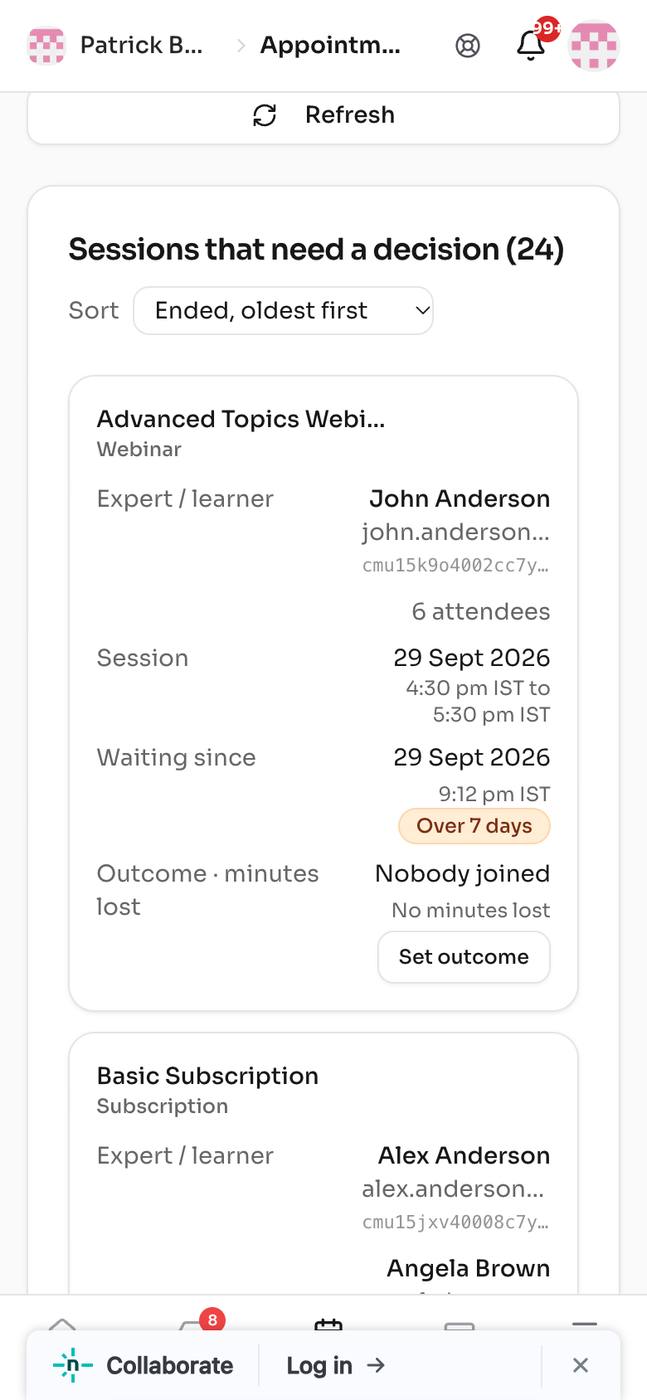 Patrick B...
Appointm...
99+
Refresh
Sessions that need a decision (24)
Sort
Ended, oldest first
Advanced Topics Webi...
Webinar
Expert / learner
John Anderson
john.anderson...
cmu15k9o4002cc7y...
6 attendees
Session
29 Sept 2026
4:30 pm IST to
5:30 pm IST
Waiting since
29 Sept 2026
9:12 pm IST
Over 7 days
Outcome · minutes
lost
Nobody joined
No minutes lost
Set outcome
Basic Subscription
Subscription
Expert / learner
Alex Anderson
alex.anderson...
cmu15jxv40008c7y...
Angela Brown
8
n
Collaborate
Log in →